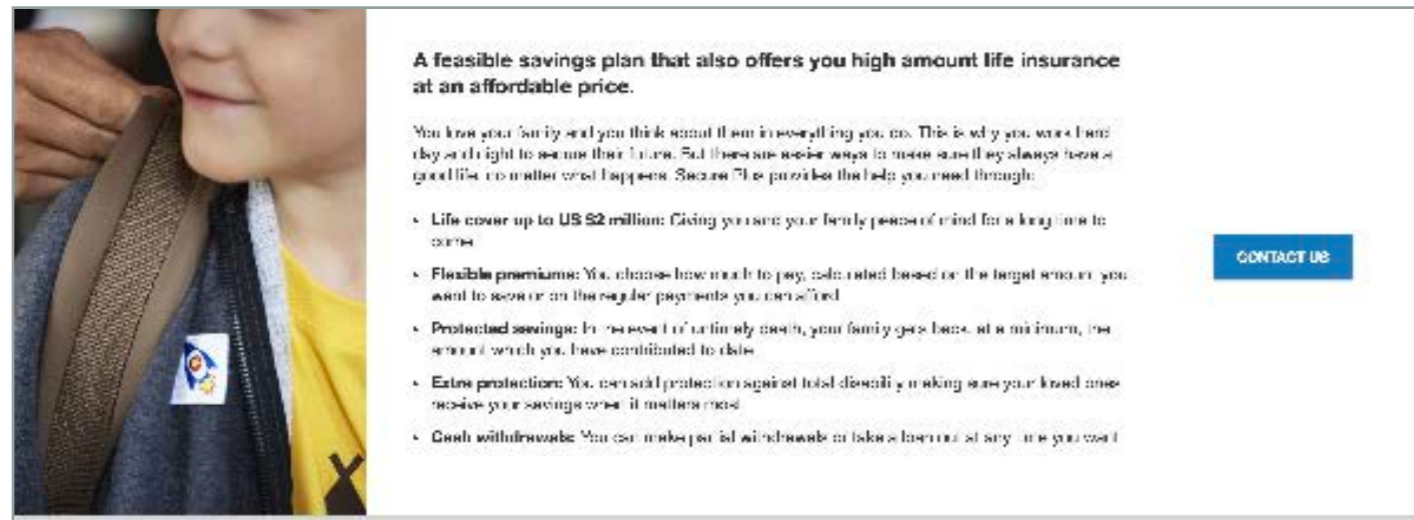 A feasible savings plan that also offers you high amount life insurance
at an affordable price.
You love your family and you think about them in everything you do. This is why you work hard
day and night to secure their future. But there are easier ways to make sure they always have a
good life, no matter what happens. Secure Plus provides the help you need through:
• Life cover up to US $2 million: Giving you and your family peace of mind for a long time to
come
• Flexible premiums: You choose how much to pay, calculated based on the target amount you
want to save or on the regular payments you can afford
• Protected savings: In the event of untimely death, your family gets back, at a minimum, the
amount which you have contributed to date
• Extra protection: You can add protection against total disability making sure your loved ones
receive your savings when it matters most
• Cash withdrawals: You can make partial withdrawals or take a loan out at any time you want
CONTACT US